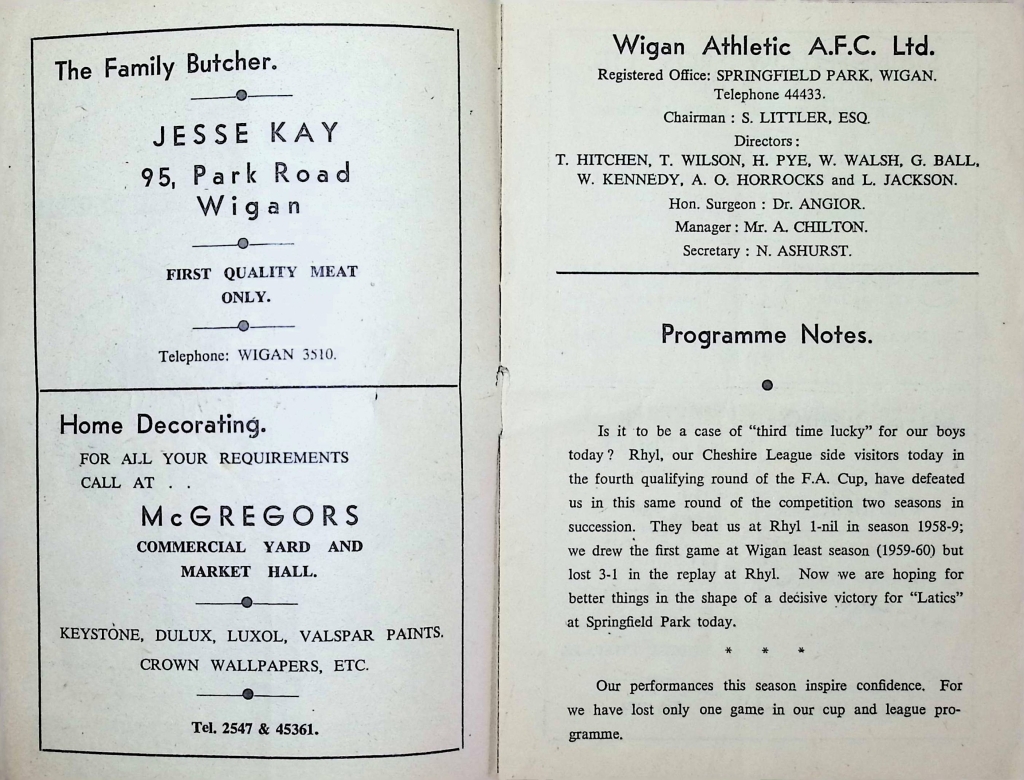 The Family Butcher.
JESSE KAY
95, Park Road
Wigan
FIRST QUALITY MEAT
ONLY.
Telephone: WIGAN 3510.
Home Decorating.
FOR ALL YOUR REQUIREMENTS
CALL AT . .
McGREGORS
COMMERCIAL YARD AND
MARKET HALL.
KEYSTONE, DULUX, LUXOL, VALSPAR PAINTS.
CROWN WALLPAPERS, ETC.
Tel. 2547 & 45361.
Wigan Athletic A.F.C. Ltd.
Registered Office: SPRINGFIELD PARK, WIGAN.
Telephone 44433.
Chairman : S. LITTLER, ESQ.
Directors :
T. HITCHEN, T. WILSON, H. PYE, W. WALSH, G. BALL,
W. KENNEDY, A. O. HORROCKS and L. JACKSON.
Hon. Surgeon : Dr. ANGIOR.
Manager : Mr. A. CHILTON.
Secretary : N. ASHURST.
Programme Notes.
Is it to be a case of “third time lucky” for our boys
today ? Rhyl, our Cheshire League side visitors today in
the fourth qualifying round of the F.A. Cup, have defeated
us in this same round of the competition two seasons in
succession. They beat us at Rhyl 1-nil in season 1958-9;
we drew the first game at Wigan least season (1959-60) but
lost 3-1 in the replay at Rhyl. Now we are hoping for
better things in the shape of a decisive victory for “Latics”
at Springfield Park today.
* * *
Our performances this season inspire confidence. For
we have lost only one game in our cup and league pro-
gramme.